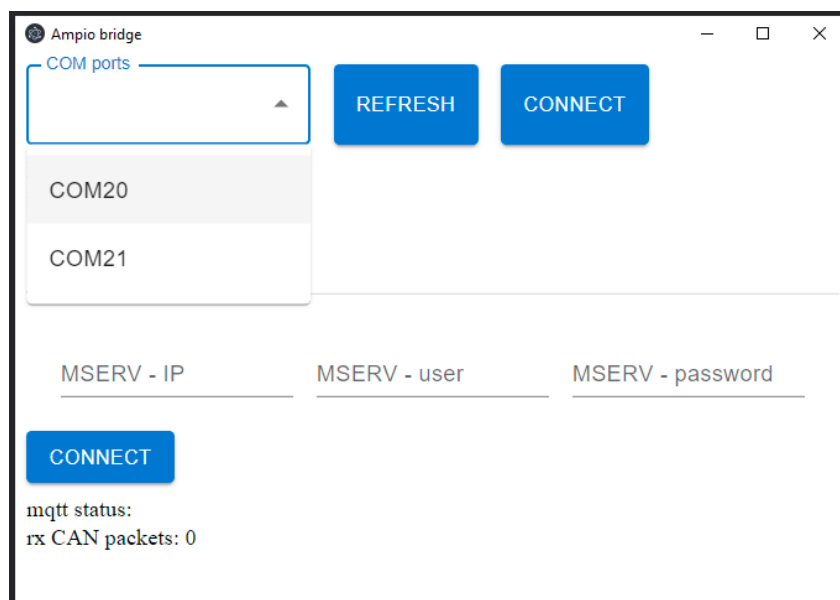 Ampio bridge
COM ports
REFRESH
CONNECT
COM20
COM21
MSERV - IP
MSERV - user
MSERV - password
CONNECT
mqtt status:
rx CAN packets: 0